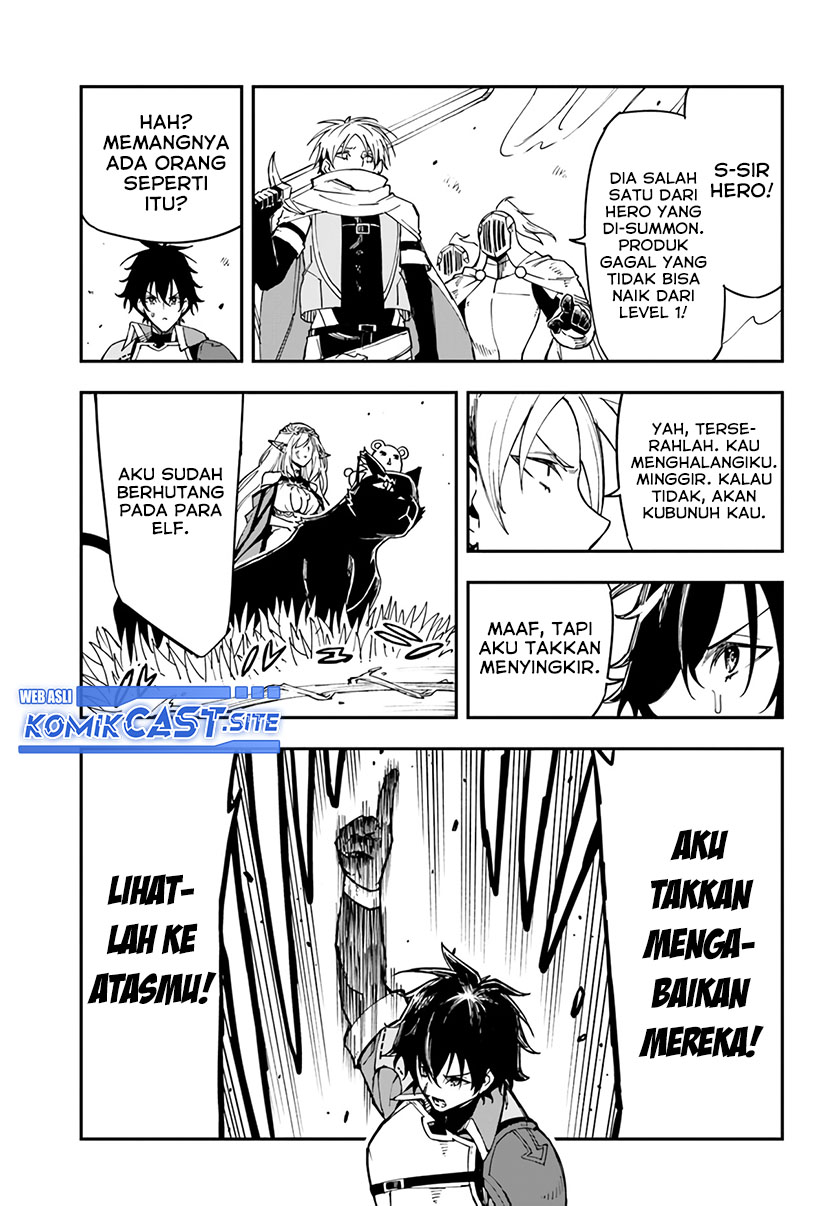 S-SIR
HERO!
DIA SALAH
SATU DARI
HERO YANG
DI-SUMMON.
PRODUK
GAGAL YANG
TIDAK BISA
NAIK DARI
LEVEL 1!
HAH?
MEMANGNYA
ADA ORANG
SEPERTI
ITU?
YAH, TERSE-
RAHLAH. KAU
MENGHALANGIKU.
MINGGIR. KALAU
TIDAK, AKAN
KUBUNUH KAU.
MAAF, TAPI
AKU TAKKAN
MENYINGKIR.
AKU SUDAH
BERHUTANG
PADA PARA
ELF.
WEB ASLI
KOMIKCAST.SITE
AKU
TAKKAN
MENGA-
BAIKAN
MEREKA!
LIHAT-
LAH KE
ATASMU!